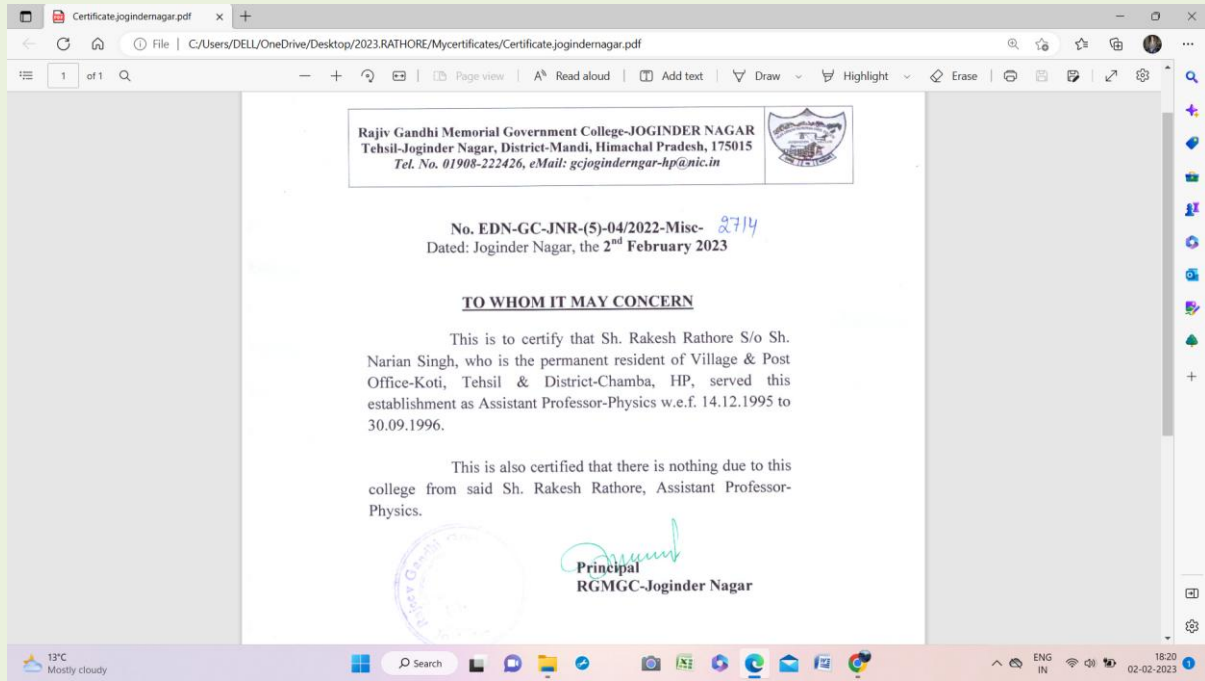 Certificate.jogindernagar.pdf
File | C:/Users/DELL/OneDrive/Desktop/2023.RATHORE/Mycertificates/Certificate.jogindernagar.pdf
1 of 1 Page view Read aloud Add text Draw Highlight Erase
Rajiv Gandhi Memorial Government College-JOGINDER NAGAR
Tehsil-Joginder Nagar, District-Mandi, Himachal Pradesh, 175015
Tel. No. 01908-222426, eMail: gcjoginderngar-hp@nic.in
No. EDN-GC-JNR-(5)-04/2022-Misc- 2714
Dated: Joginder Nagar, the 2nd February 2023
TO WHOM IT MAY CONCERN
This is to certify that Sh. Rakesh Rathore S/o Sh.
Narian Singh, who is the permanent resident of Village & Post
Office-Koti, Tehsil & District-Chamba, HP, served this
establishment as Assistant Professor-Physics w.e.f. 14.12.1995 to
30.09.1996.
This is also certified that there is nothing due to this
college from said Sh. Rakesh Rathore, Assistant Professor-
Physics.
Rajeev Gandhi
Principal
RGMGC-Joginder Nagar
13°C
Mostly cloudy
Search
ENG
IN
18:20
02-02-2023
1